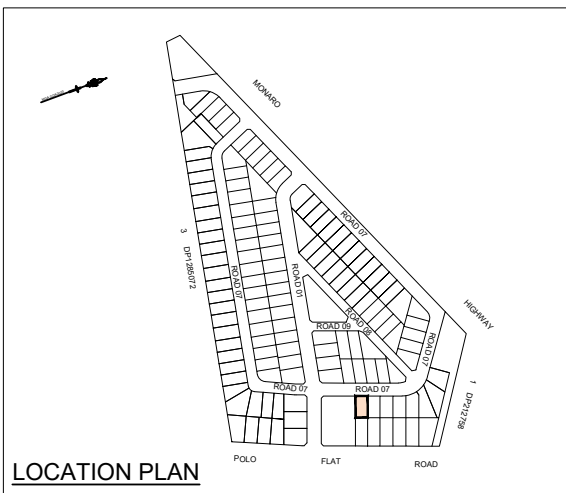 MONARO
ROAD 07
3
DP1285072
ROAD 07
ROAD 01
ROAD 08
ROAD 09
HIGHWAY
ROAD 07
ROAD 07
ROAD 07
1
DP212758
POLO
FLAT
ROAD
LOCATION PLAN